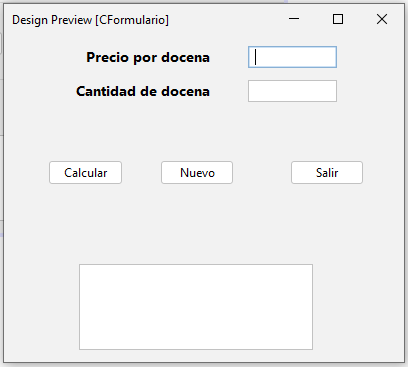 Design Preview [CFormulario]
Precio por docena
Cantidad de docena
Calcular
Nuevo
Salir